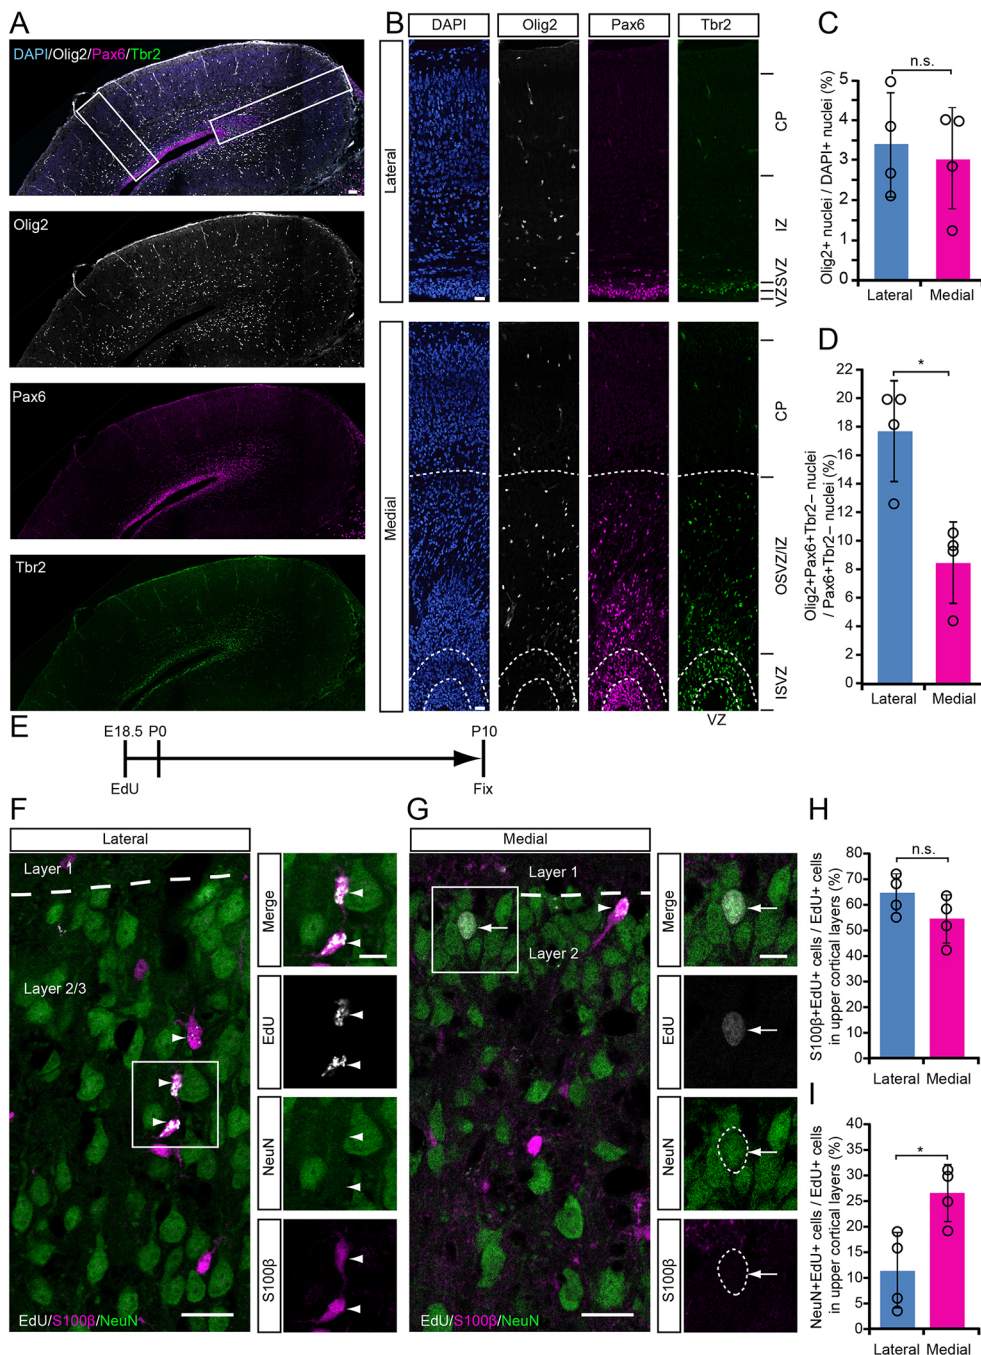 A
DAPI/Olig2/Pax6/Tbr2
Olig2
Pax6
Tbr2
B
DAPI
Olig2
Pax6
Tbr2
Lateral
CP
IZ
SVZ
VZ
Medial
CP
OSVZ/IZ
ISVZ
VZ
C
n.s.
Olig2+ nuclei / DAPI+ nuclei (%)
5
4
3
2
1
0
Lateral
Medial
D
*
Olig2+Pax6+Tbr2– nuclei
/ Pax6+Tbr2– nuclei (%)
22
20
18
16
14
12
10
8
6
4
2
0
Lateral
Medial
E
E18.5 P0
P10
EdU
Fix
F
Lateral
Layer 1
Layer 2/3
EdU/S100β/NeuN
Merge
EdU
NeuN
S100β
G
Medial
Layer 1
Layer 2
EdU/S100β/NeuN
Merge
EdU
NeuN
S100β
H
n.s.
S100β+EdU+ cells / EdU+ cells
in upper cortical layers (%)
80
70
60
50
40
30
20
10
0
Lateral Medial
I
*
NeuN+EdU+ cells / EdU+ cells
in upper cortical layers (%)
40
35
30
25
20
15
10
5
0
Lateral Medial